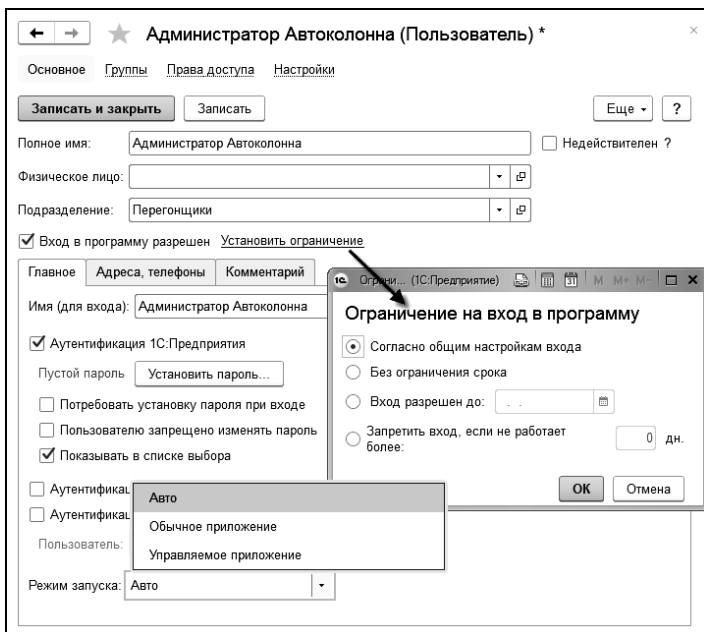 Администратор Автоколонна (Пользователь) *
Основное Группы Права доступа Настройки
Записать и закрыть Записать Еще ?
Полное имя: Администратор Автоколонна Недействителен ?
Физическое лицо:
Подразделение: Перегонщики
Вход в программу разрешен Установить ограничение
Главное Адреса, телефоны Комментарий
Имя (для входа): Администратор Автоколонна
Аутентификация 1С:Предприятия
Пустой пароль Установить пароль...
Потребовать установку пароля при входе
Пользователю запрещено изменять пароль
Показывать в списке выбора
Аутентифика
Аутентифика
Пользователь:
Авто
Обычное приложение
Управляемое приложение
Режим запуска: Авто
(1С:Предприятие) 31 M M+ M-
Ограничение на вход в программу
Согласно общим настройкам входа
Без ограничения срока
Вход разрешен до: . .
Запретить вход, если не работает
более: 0 дн.
ОК Отмена